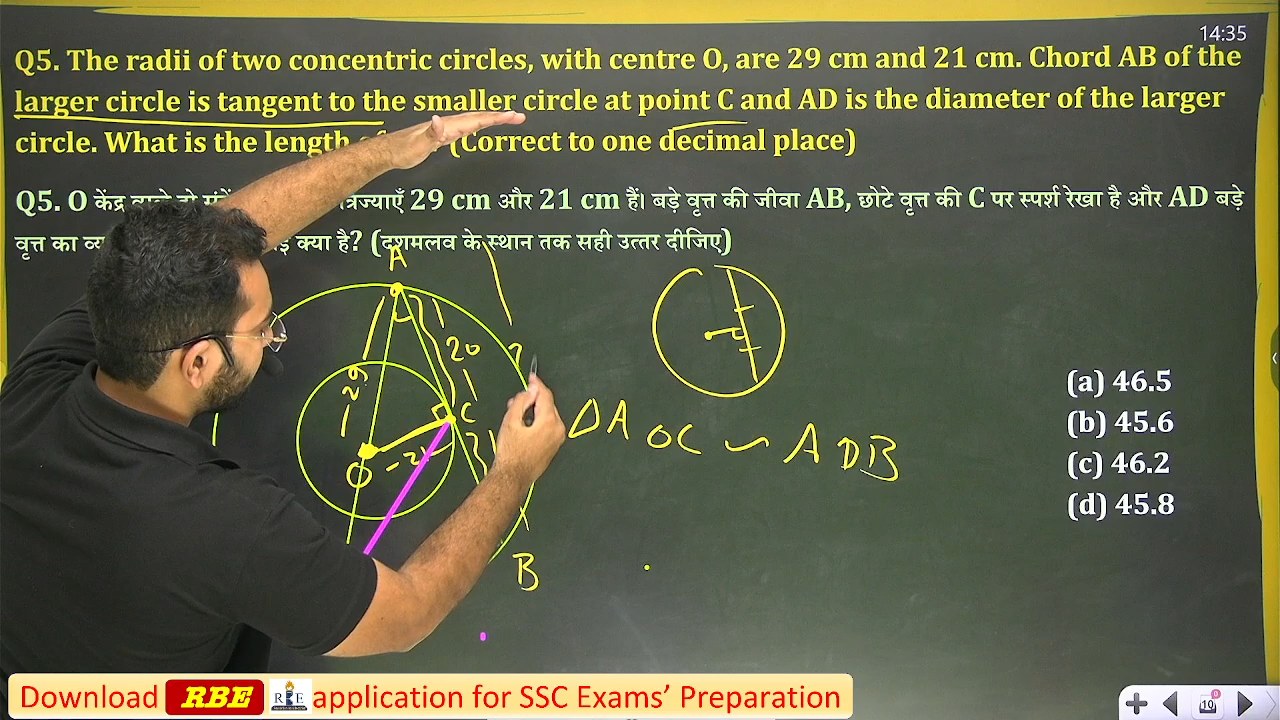 14:35
Q5. The radii of two concentric circles, with centre O, are 29 cm and 21 cm. Chord AB of the
larger circle is tangent to the smaller circle at point C and AD is the diameter of the larger
circle. What is the length (Correct to one decimal place)
Q5. O केंद्र वाले दो 29 cm और 21 cm हैं। बड़े वृत्त की जीवा AB, छोटे वृत्त की C पर स्पर्श रेखा है और AD बड़े
वृत्त का क्या है? (दशमलव के स्थान तक सही उत्तर दीजिए)
A
20
29
C
O
21
B
ΔAOC ~ ADB
(a) 46.5
(b) 45.6
(c) 46.2
(d) 45.8
Download RBE RBE application for SSC Exams' Preparation
10